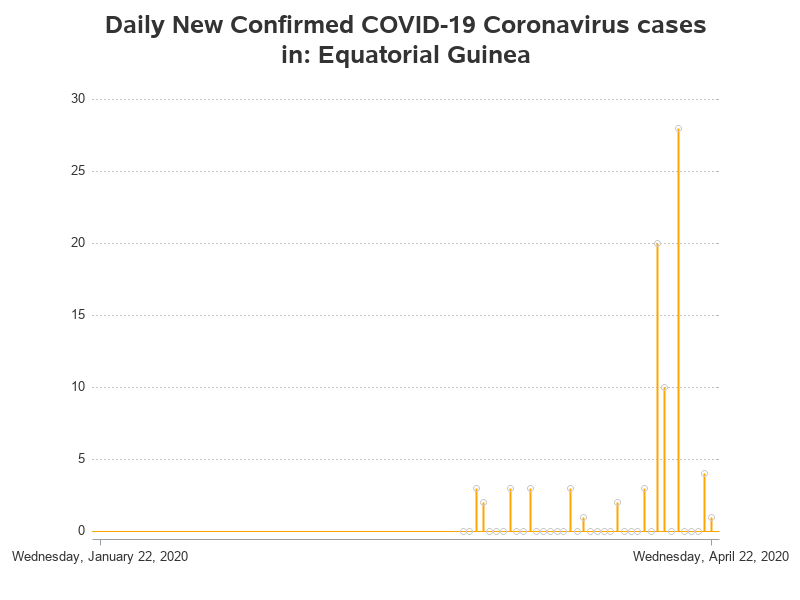 Daily New Confirmed COVID-19 Coronavirus cases
in: Equatorial Guinea
30
25
20
15
10
5
0
Wednesday, January 22, 2020
Wednesday, April 22, 2020